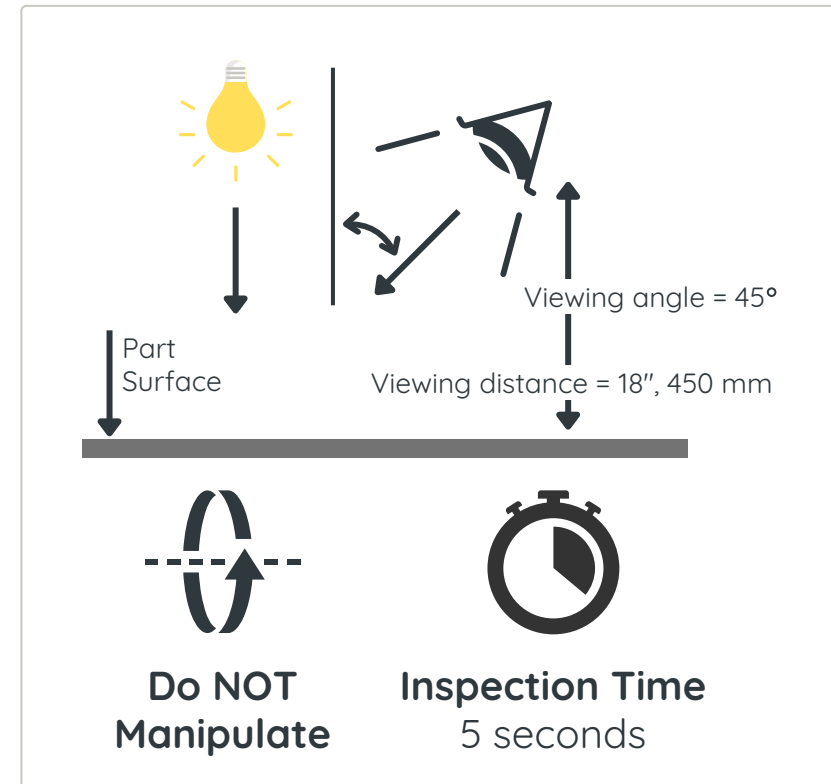 Viewing angle = 45°
Part
Surface
Viewing distance = 18", 450 mm
Do NOT
Manipulate
Inspection Time
5 seconds